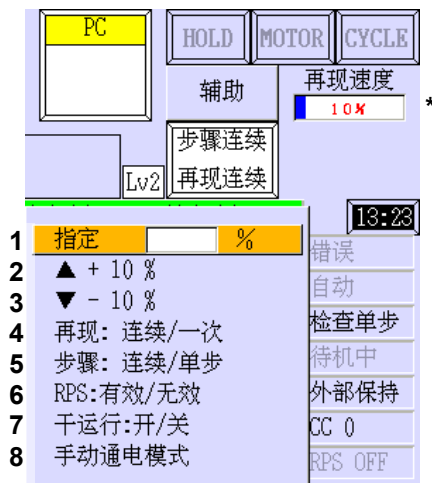 PC
HOLD MOTOR CYCLE
辅助
再现速度
10% *
步骤连续
Lv2 再现连续
13:23
1 指定 %
2 ▲ + 10 %
3 ▼ - 10 %
4 再现: 连续/一次
5 步骤: 连续/单步
6 RPS:有效/无效
7 干运行:开/关
8 手动通电模式
错误
自动
检查单步
待机中
外部保持
CC 0
RPS OFF